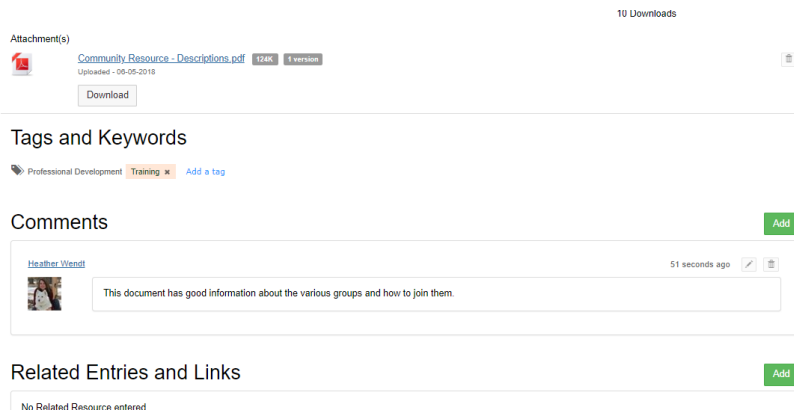 10 Downloads
Attachment(s)
Community Resource - Descriptions.pdf 124K 1 version
Uploaded - 06-05-2018
Download
Tags and Keywords
Professional Development Training × Add a tag
Comments
Add
Heather Wendt
51 seconds ago
This document has good information about the various groups and how to join them.
Related Entries and Links
Add
No Related Resource entered.